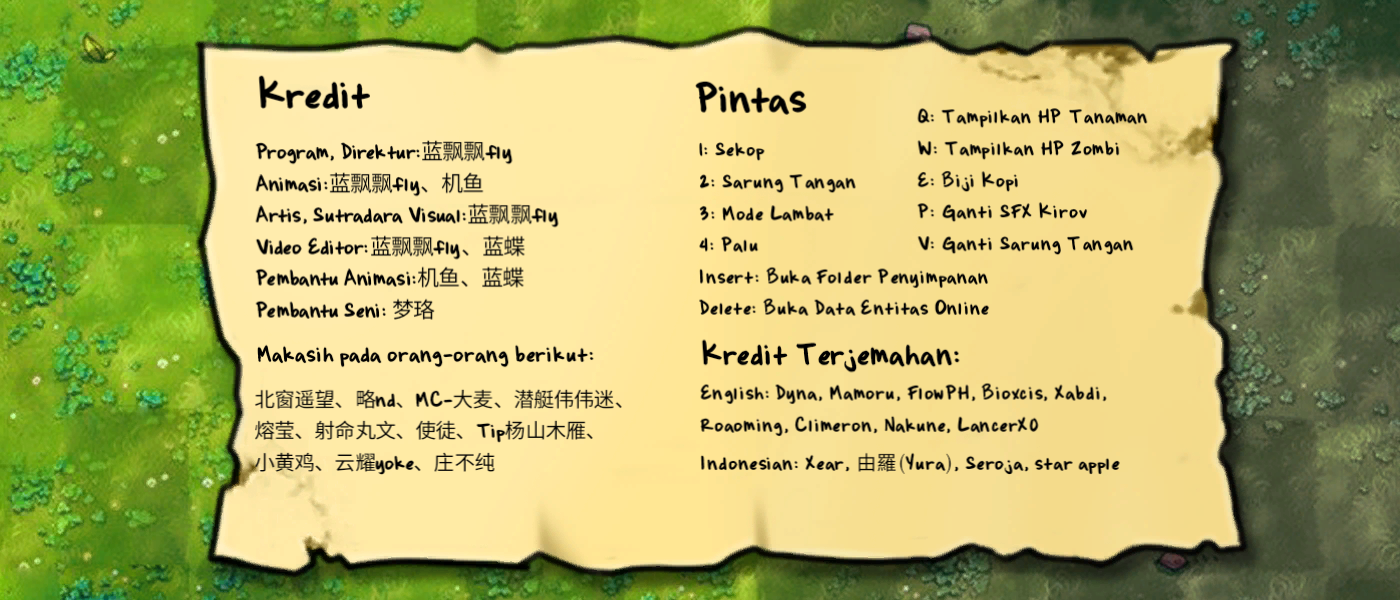 Kredit
Program, Direktur:蓝飘飘fly
Animasi:蓝飘飘fly、机鱼
Artis, Sutradara Visual:蓝飘飘fly
Video Editor:蓝飘飘fly、蓝蝶
Pembantu Animasi:机鱼、蓝蝶
Pembantu Seni: 梦珞
Makasih pada orang-orang berikut:
北窗遥望、略nd、MC-大麦、潜艇伟伟迷、
熔莹、射命丸文、使徒、Tip杨山木雁、
小黄鸡、云耀yoke、庄不纯
Pintas
1: Sekop
2: Sarung Tangan
3: Mode Lambat
4: Palu
Q: Tampilkan HP Tanaman
W: Tampilkan HP Zombi
E: Biji Kopi
P: Ganti SFX Kirov
V: Ganti Sarung Tangan
Insert: Buka Folder Penyimpanan
Delete: Buka Data Entitas Online
Kredit Terjemahan:
English: Dyna, Mamoru, FlowPH, Bioxcis, Xabdi,
Roaoming, Climeron, Nakune, LancerXO
Indonesian: Xear, 由羅(Yura), Seroja, star apple